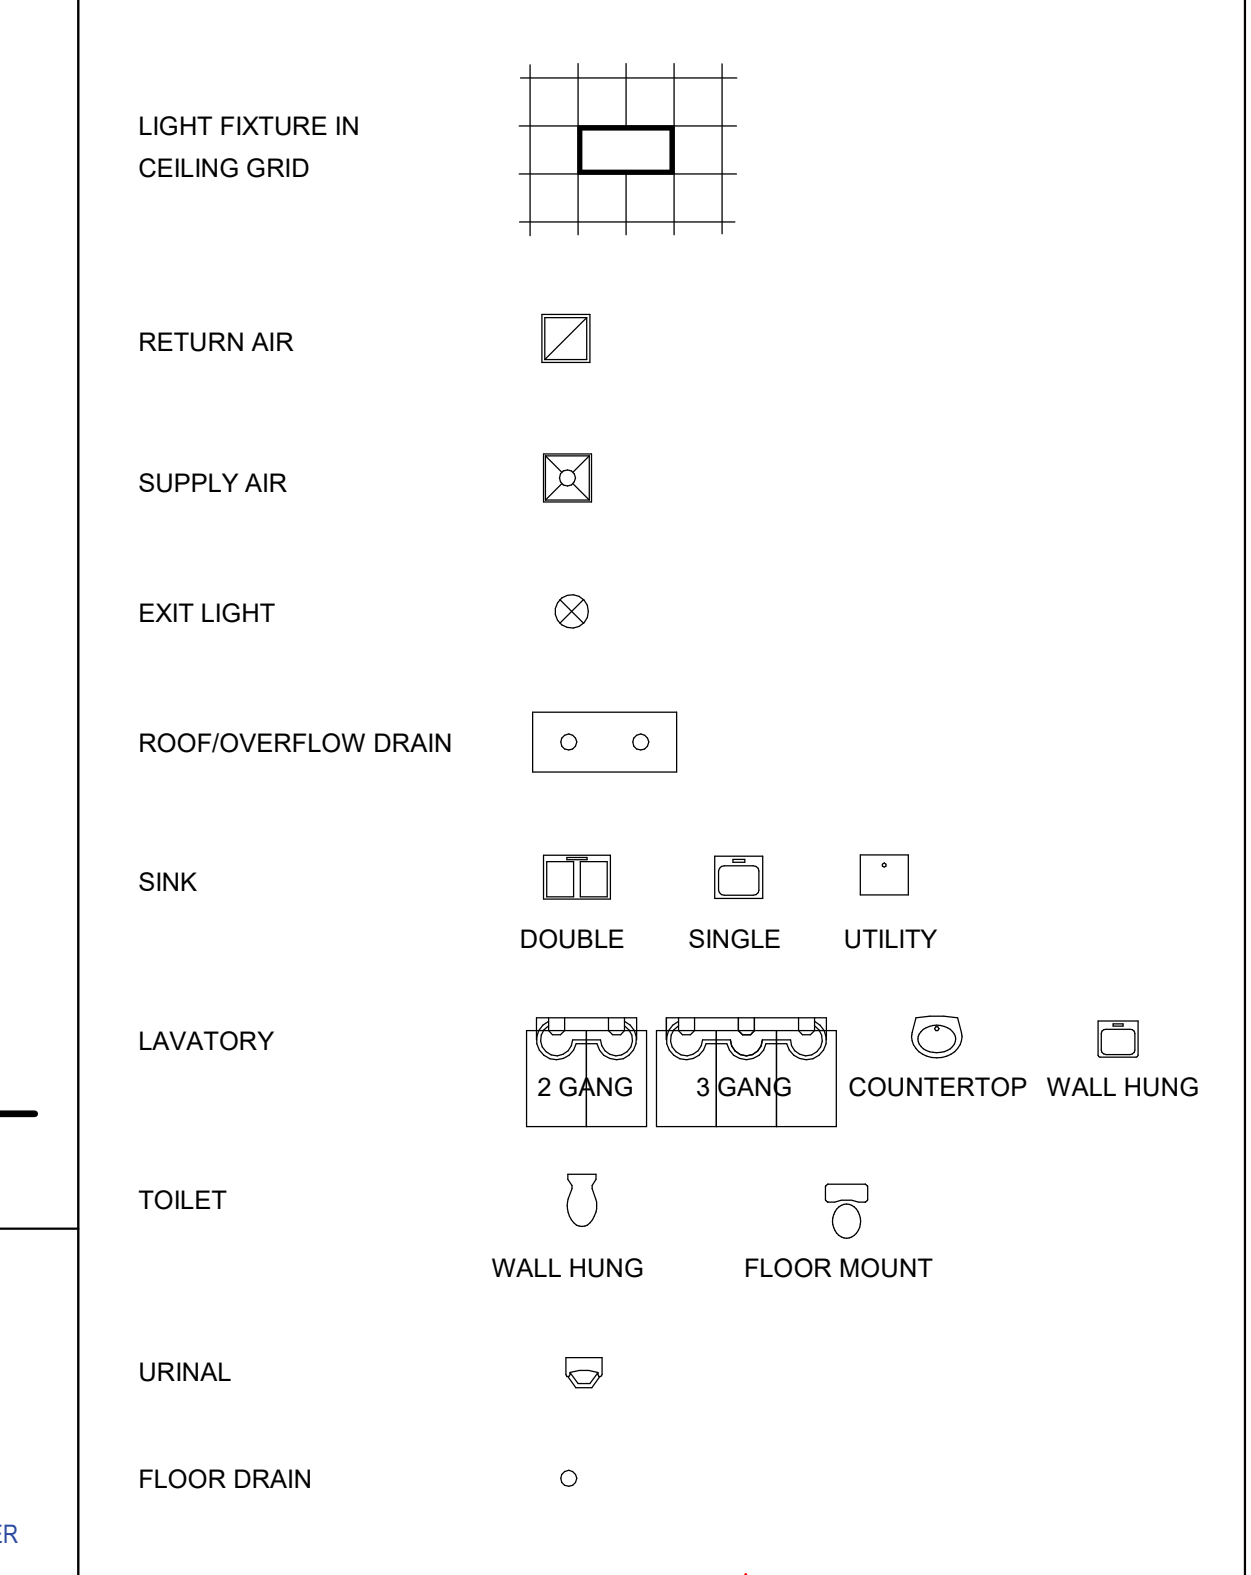 LIGHT FIXTURE IN
CEILING GRID
RETURN AIR
SUPPLY AIR
EXIT LIGHT
ROOF/OVERFLOW DRAIN
SINK
DOUBLE SINGLE UTILITY
LAVATORY
2 GANG 3 GANG COUNTERTOP WALL HUNG
TOILET
WALL HUNG FLOOR MOUNT
URINAL
FLOOR DRAIN
ER